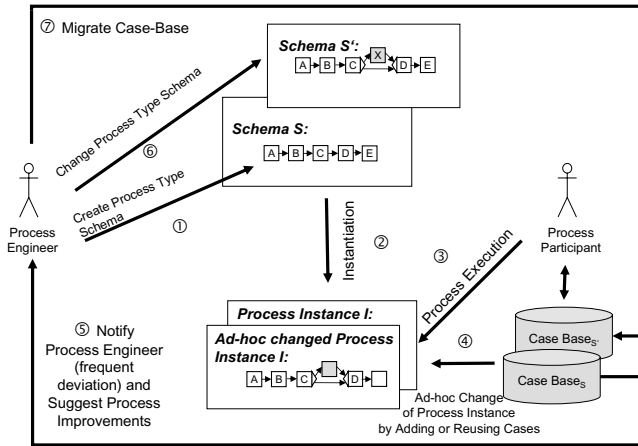 ⑦ Migrate Case-Base
Schema S‘:
A B C X D E
Change Process Type Schema
⑥
Schema S:
A B C D E
Create Process Type
Schema
①
Process
Engineer
Instantiation
②
③
Process Execution
Process
Participant
⑤ Notify
Process Engineer
(frequent
deviation) and
Suggest Process
Improvements
Process Instance I:
Ad-hoc changed Process
Instance I:
A B C D
④
Case Base S‘
Case Base S
Ad-hoc Change
of Process Instance
by Adding or Reusing Cases